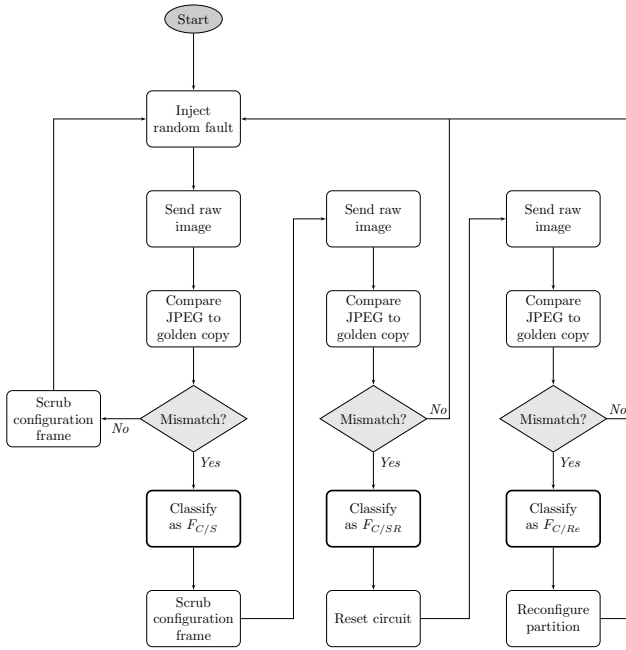 Start
Inject
random fault
Send raw
image
Compare
JPEG to
golden copy
Mismatch?
No
Scrub
configuration
frame
Yes
Classify
as F_{C/S}
Scrub
configuration
frame
Send raw
image
Compare
JPEG to
golden copy
Mismatch?
No
Yes
Classify
as F_{C/SR}
Reset circuit
Send raw
image
Compare
JPEG to
golden copy
Mismatch?
No
Yes
Classify
as F_{C/Re}
Reconfigure
partition